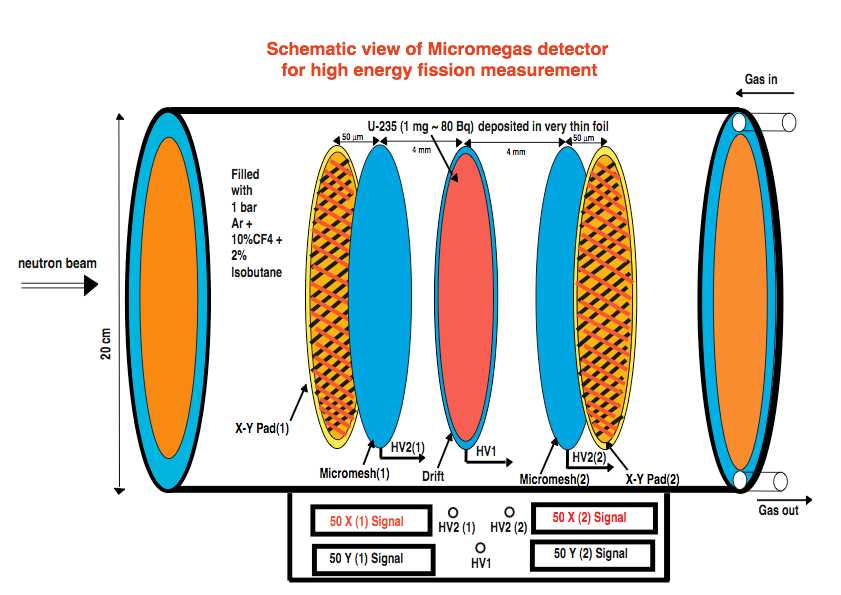 Schematic view of Micromegas detector
for high energy fission measurement
Gas in
U-235 (1 mg ~ 80 Bq) deposited in very thin foil
50 µm
4 mm
4 mm
50 µm
Filled
with
1 bar
Ar +
10%CF4 +
2%
Isobutane
neutron beam
20 cm
X-Y Pad(1)
Micromesh(1)
HV2(1)
Drift
HV1
Micromesh(2)
HV2(2)
X-Y Pad(2)
Gas out
50 X (1) Signal
HV2 (1)
HV2 (2)
50 X (2) Signal
50 Y (1) Signal
HV1
50 Y (2) Signal